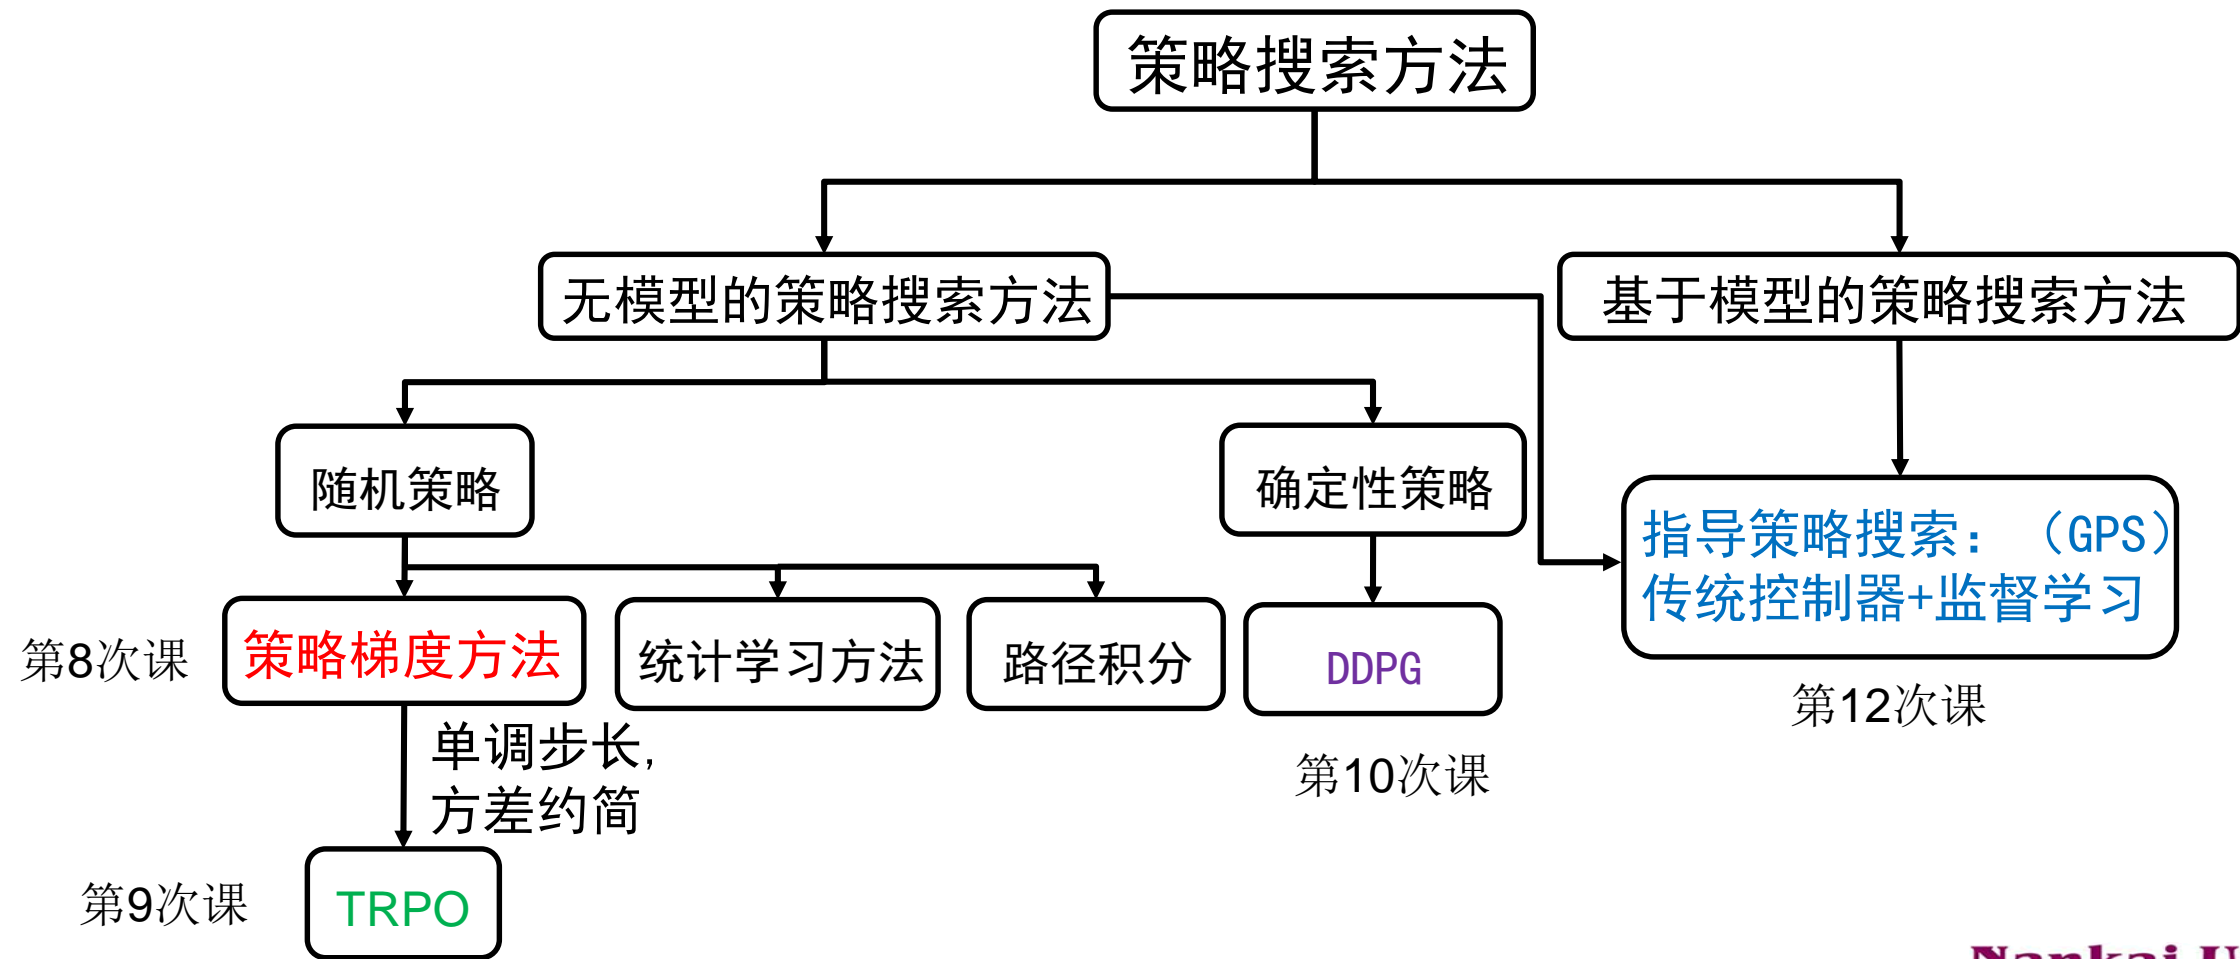 策略搜索方法
无模型的策略搜索方法
基于模型的策略搜索方法
随机策略
确定性策略
指导策略搜索：（GPS）
传统控制器+监督学习
第8次课
策略梯度方法
统计学习方法
路径积分
DDPG
第12次课
单调步长,
方差约简
第10次课
第9次课
TRPO
Nankai